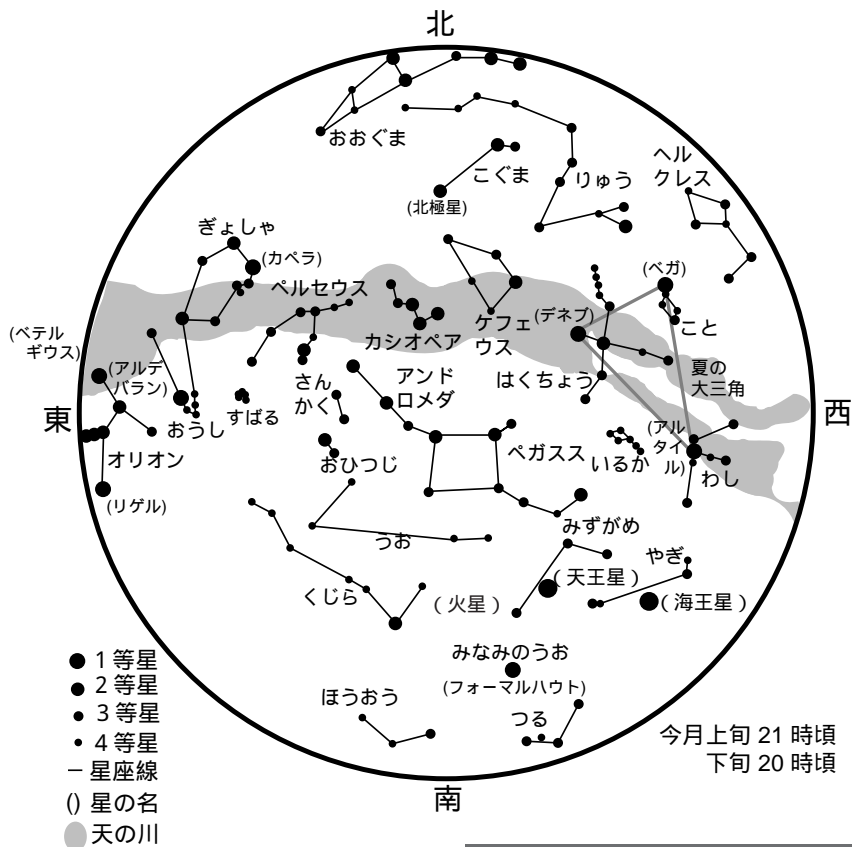 北
おおぐま
こぐま
(北極星)
りゅう
ヘル
クレス
ぎょしゃ
(カペラ)
ペルセウス
カシオペア
ケフェ
ウス
(デネブ)
(ベガ)
こと
夏の
大三角
はくちょう
(ベテル
ギウス)
(アルデ
バラン)
東
おうし
すばる
さん
かく
アンド
ロメダ
西
オリオン
(リゲル)
おひつじ
ペガスス
いるか
(アル
タイ
ル)
わし
うお
みずがめ
やぎ
くじら
(火星)
(天王星)
(海王星)
みなみのうお
(フォーマルハウト)
ほうおう
つる
南
1等星
2等星
3等星
4等星
星座線
() 星の名
天の川
今月上旬 21 時頃
下旬 20 時頃